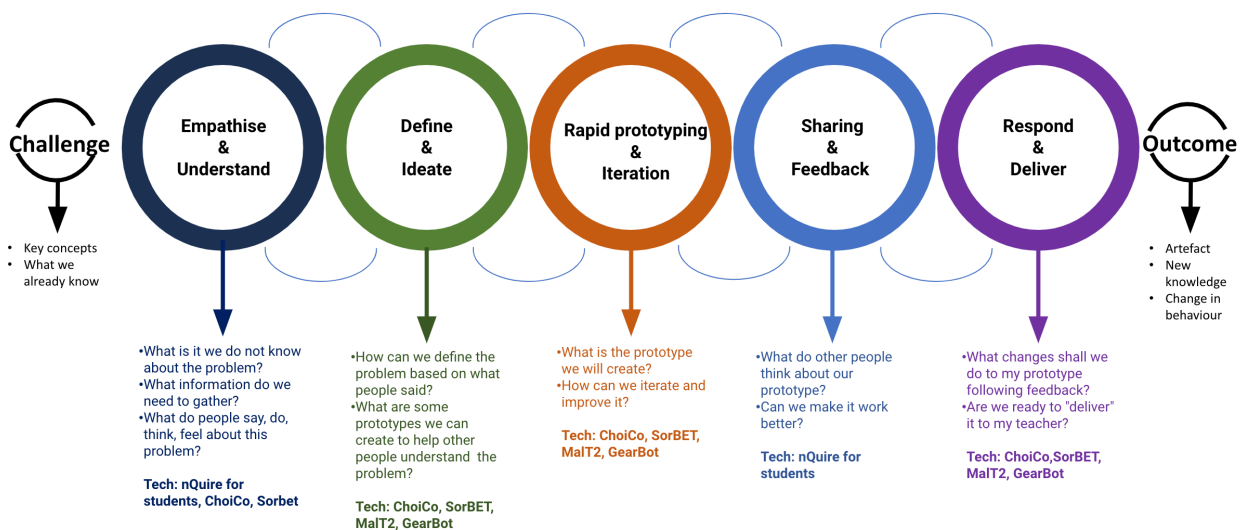 Challenge
• Key concepts
• What we
already know
Empathise
&
Understand
•What is it we do not know
about the problem?
•What information do we
need to gather?
•What do people say, do,
think, feel about this
problem?
Tech: nQuire for
students, ChoiCo, Sorbet
Define
&
Ideate
•How can we define the
problem based on what
people said?
•What are some
prototypes we can
create to help other
people understand the
problem?
Tech: ChoiCo, SorBET,
MalT2, GearBot
Rapid prototyping
&
Iteration
•What is the prototype
we will create?
•How can we iterate and
improve it?
Tech: ChoiCo, SorBET,
MalT2, GearBot
Sharing
&
Feedback
•What do other people
think about our
prototype?
•Can we make it work
better?
Tech: nQuire for
students
Respond
&
Deliver
•What changes shall we
do to my prototype
following feedback?
•Are we ready to "deliver"
it to my teacher?
Tech: ChoiCo,SorBET,
MalT2, GearBot
Outcome
• Artefact
• New
knowledge
• Change in
behaviour